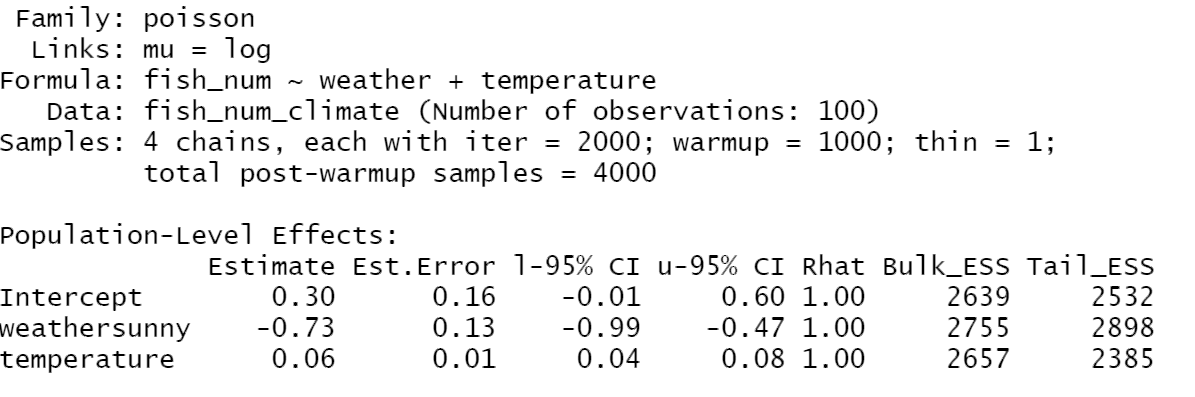 Family: poisson
Links: mu = log
Formula: fish_num ~ weather + temperature
Data: fish_num_climate (Number of observations: 100)
Samples: 4 chains, each with iter = 2000; warmup = 1000; thin = 1;
total post-warmup samples = 4000
Population-Level Effects:
Estimate Est.Error l-95% CI u-95% CI Rhat Bulk_ESS Tail_ESS
Intercept 0.30 0.16 -0.01 0.60 1.00 2639 2532
weathersunny -0.73 0.13 -0.99 -0.47 1.00 2755 2898
temperature 0.06 0.01 0.04 0.08 1.00 2657 2385